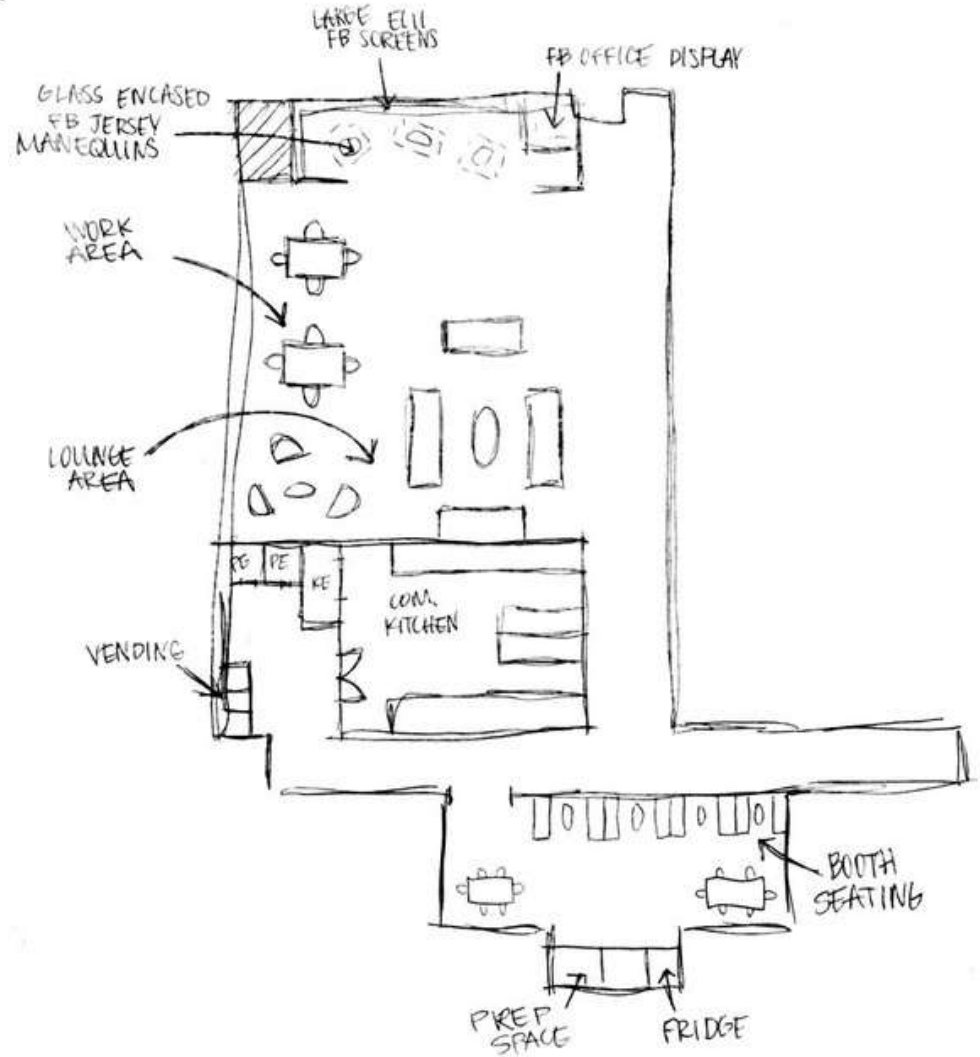 LARGE
FB SCREENS
FB OFFICE DISPLAY
GLASS ENCASED
FB JERSEY
MANEQUINS
WORK
AREA
LOUNGE
AREA
PE
PE
KE
COM.
KITCHEN
VENDING
BOOTH
SEATING
PREP
SPACE
FRIDGE